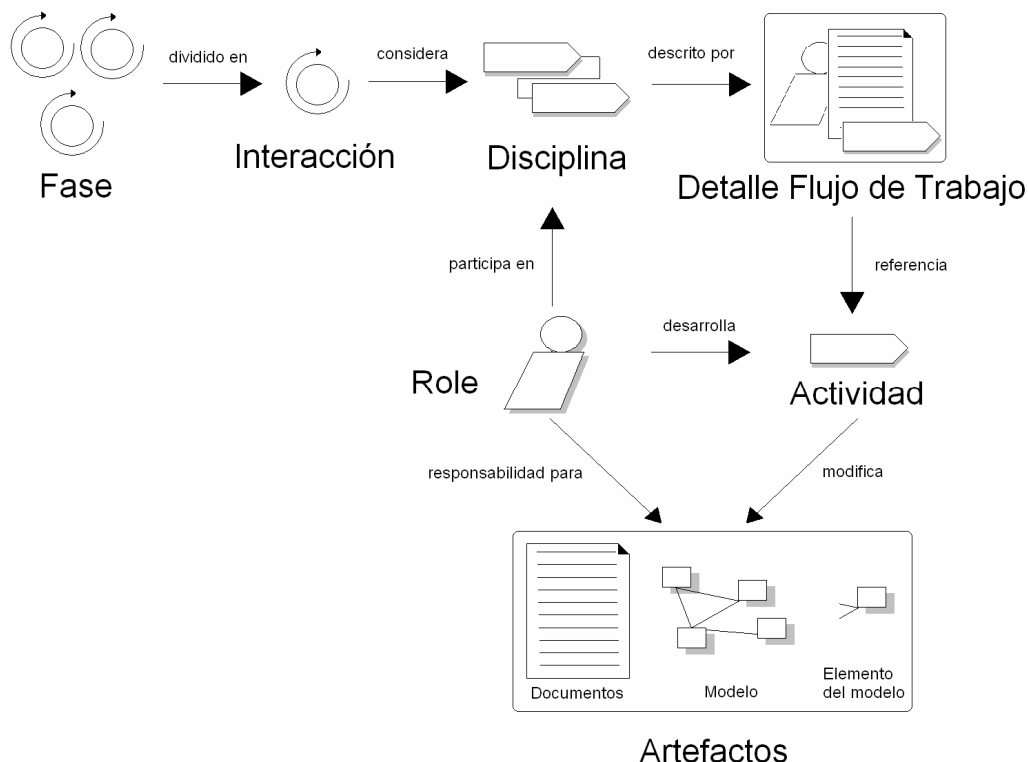 dividido en
considera
descrito por
Fase
Interacción
Disciplina
Detalle Flujo de Trabajo
participa en
referencia
desarrolla
Role
Actividad
responsabilidad para
modifica
Documentos
Modelo
Elemento
del modelo
Artefactos